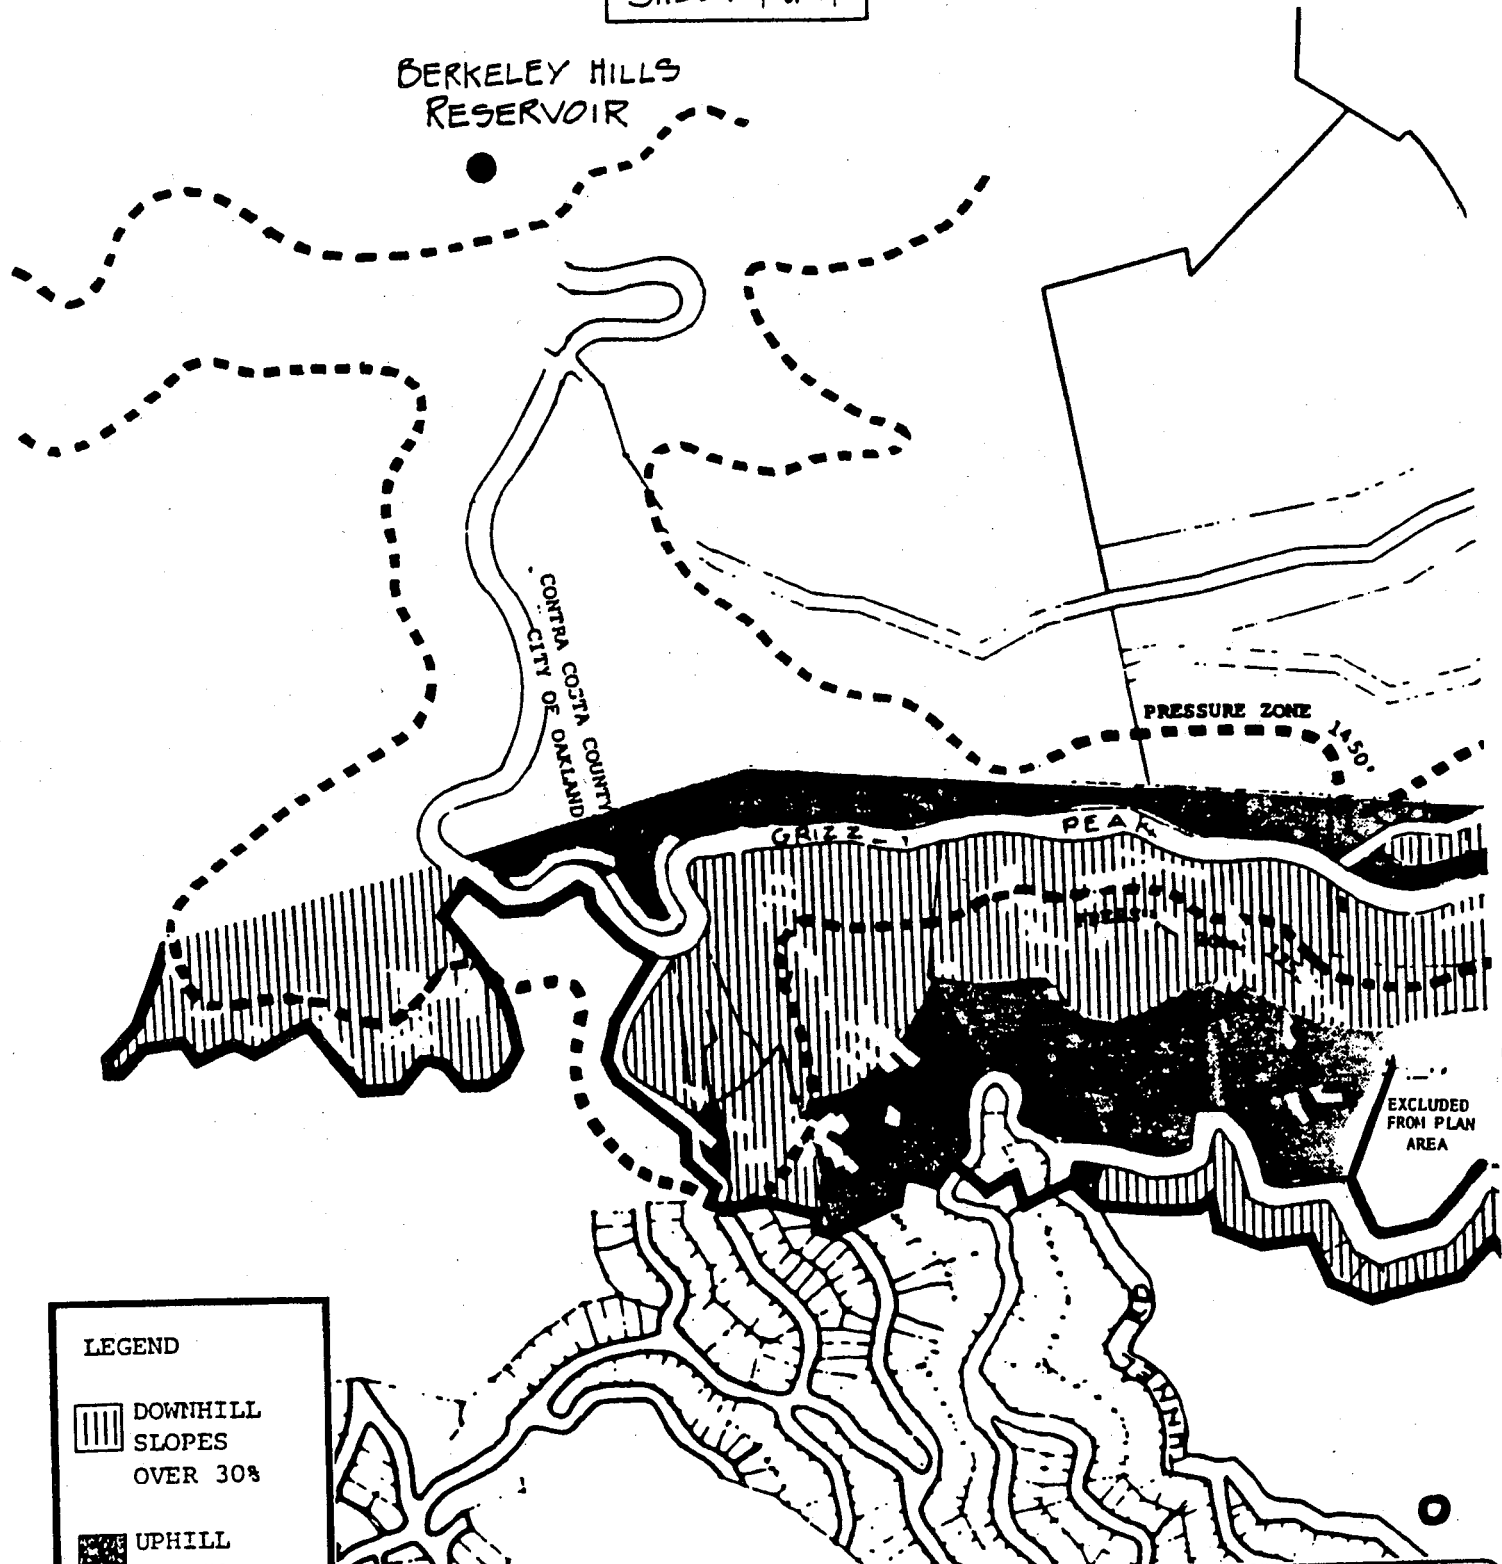 BERKELEY HILLS
RESERVOIR
CONTRA COSTA COUNTY
CITY OF OAKLAND
PRESSURE ZONE
1450'
GRIZZ
PEAK
EXCLUDED
FROM PLAN
AREA
LEGEND
DOWNHILL
SLOPES
OVER 30%
UPHILL